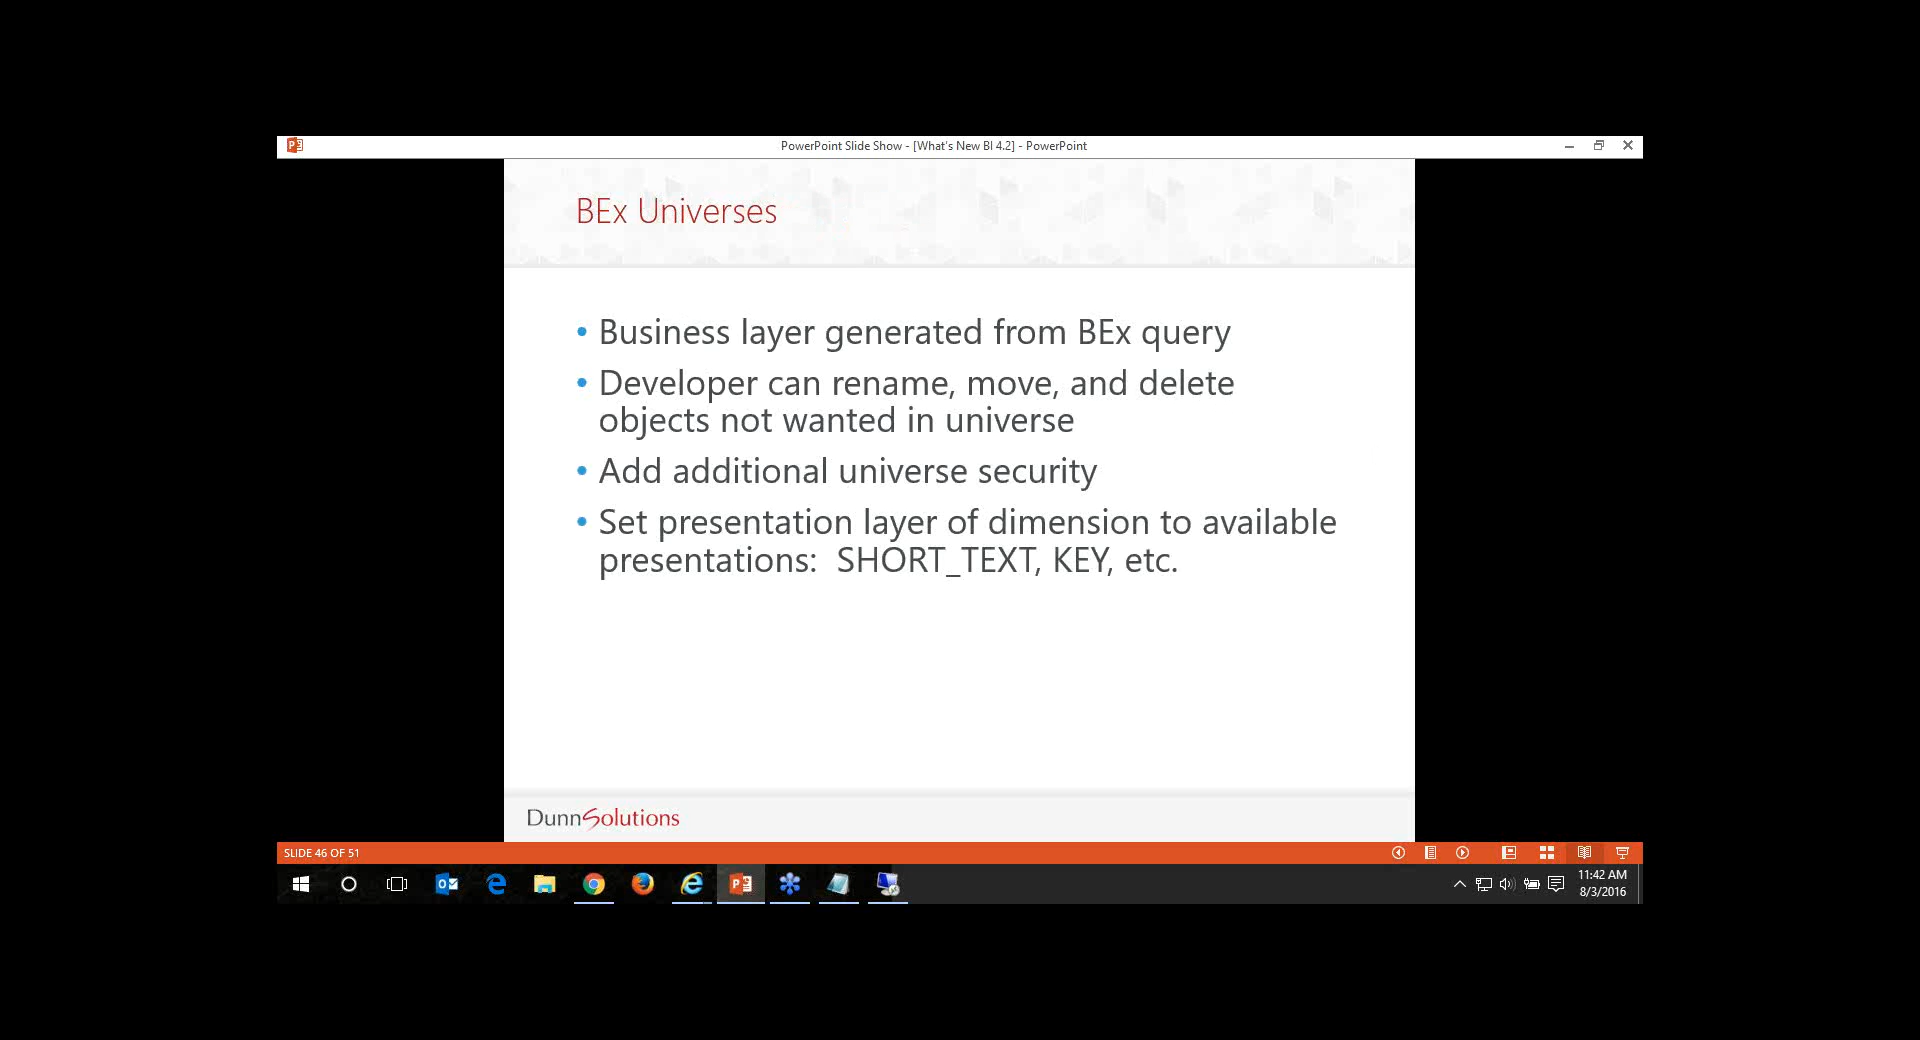 PowerPoint Slide Show - [What's New BI 4.2] - PowerPoint
BEx Universes
• Business layer generated from BEx query
• Developer can rename, move, and delete
objects not wanted in universe
• Add additional universe security
• Set presentation layer of dimension to available
presentations:  SHORT_TEXT, KEY, etc.
DunnSolutions
SLIDE 46 OF 51
11:42 AM
8/3/2016